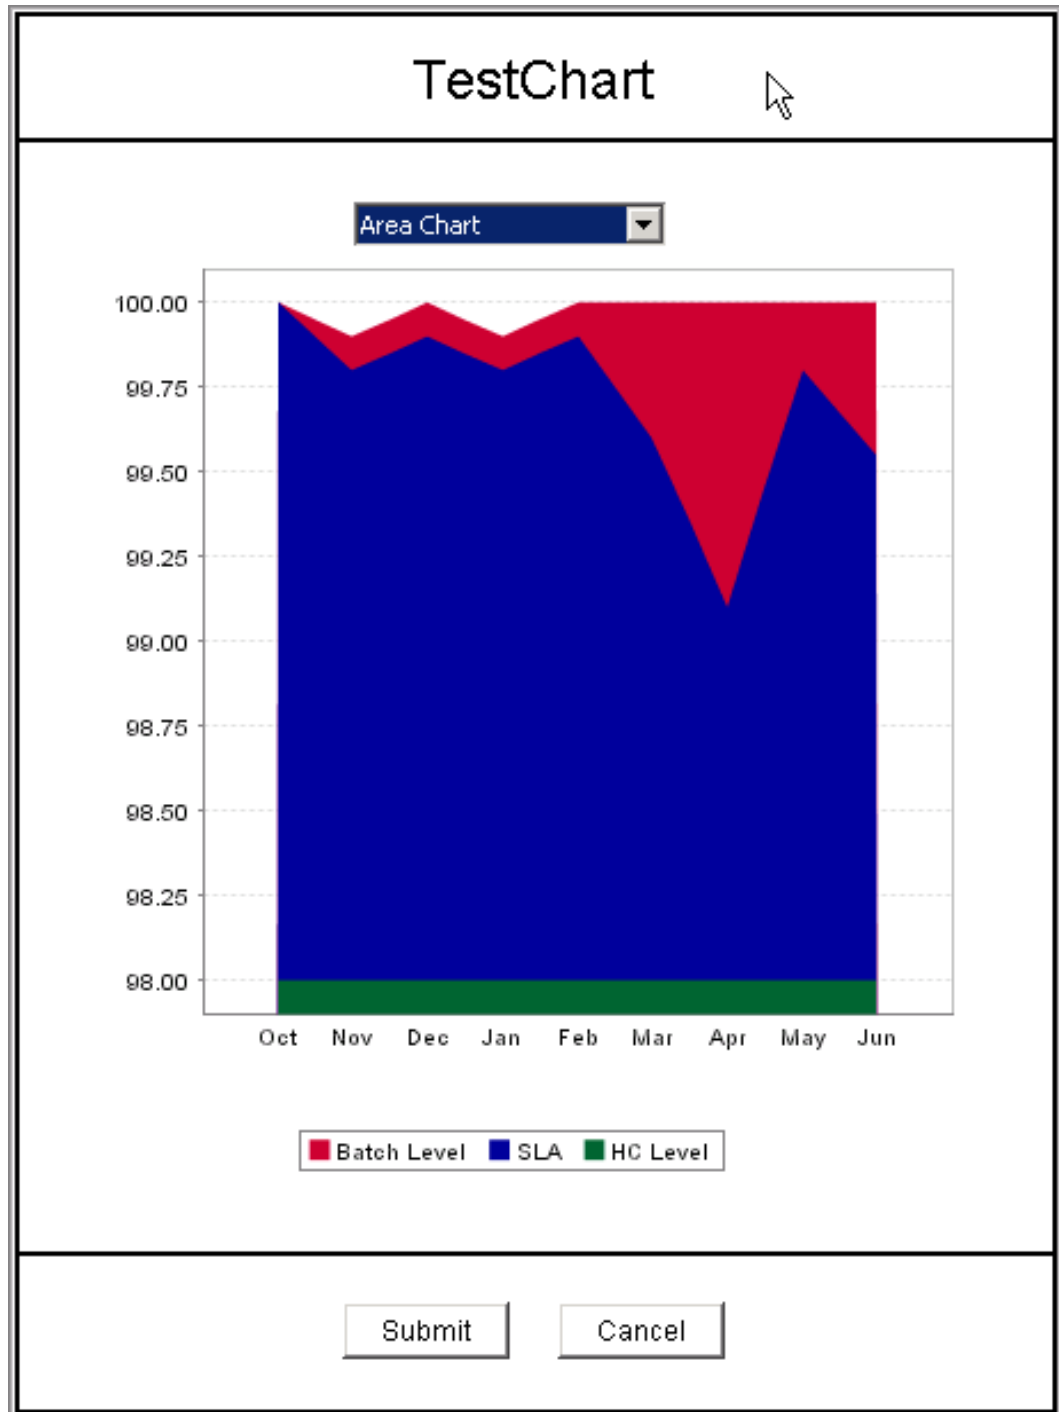 TestChart
Area Chart
100.00
99.75
99.50
99.25
99.00
98.75
98.50
98.25
98.00
Oct Nov Dec Jan Feb Mar Apr May Jun
Batch Level SLA HC Level
Submit Cancel